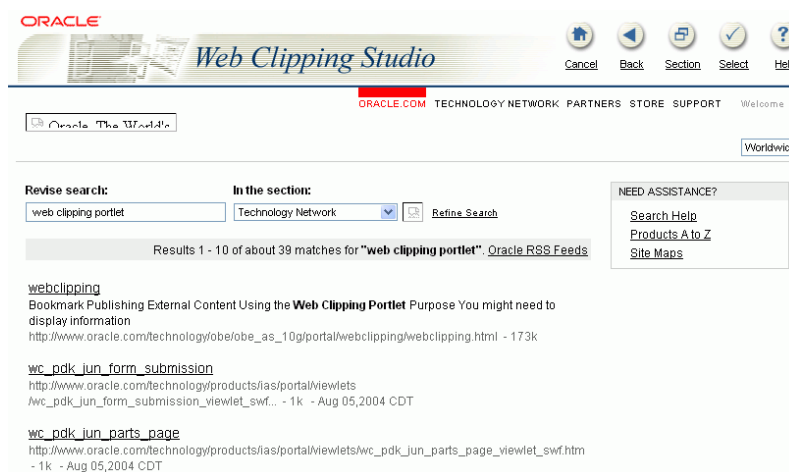 ORACLE
Web Clipping Studio
Cancel Back Section Select
ORACLE.COM TECHNOLOGY NETWORK PARTNERS STORE SUPPORT Welcome
Oracle, The World's
Revise search: In the section:
web clipping portlet Technology Network Refine Search
Results 1 - 10 of about 39 matches for "web clipping portlet". Oracle RSS Feeds
NEED ASSISTANCE?
Search Help
Products A to Z
Site Maps
webclipping
Bookmark Publishing External Content Using the Web Clipping Portlet Purpose You might need to
display information
http://www.oracle.com/technology/obe/obe_as_10g/portal/webclipping/webclipping.html - 173k
wc_pdk_jun_form_submission
http://www.oracle.com/technology/products/ias/portal/viewlets
/wc_pdk_jun_form_submission_viewlet_swf... - 1k - Aug 05,2004 CDT
wc_pdk_jun_parts_page
http://www.oracle.com/technology/products/ias/portal/viewlets/wc_pdk_jun_parts_page_viewlet_swf.htm
- 1k - Aug 05,2004 CDT